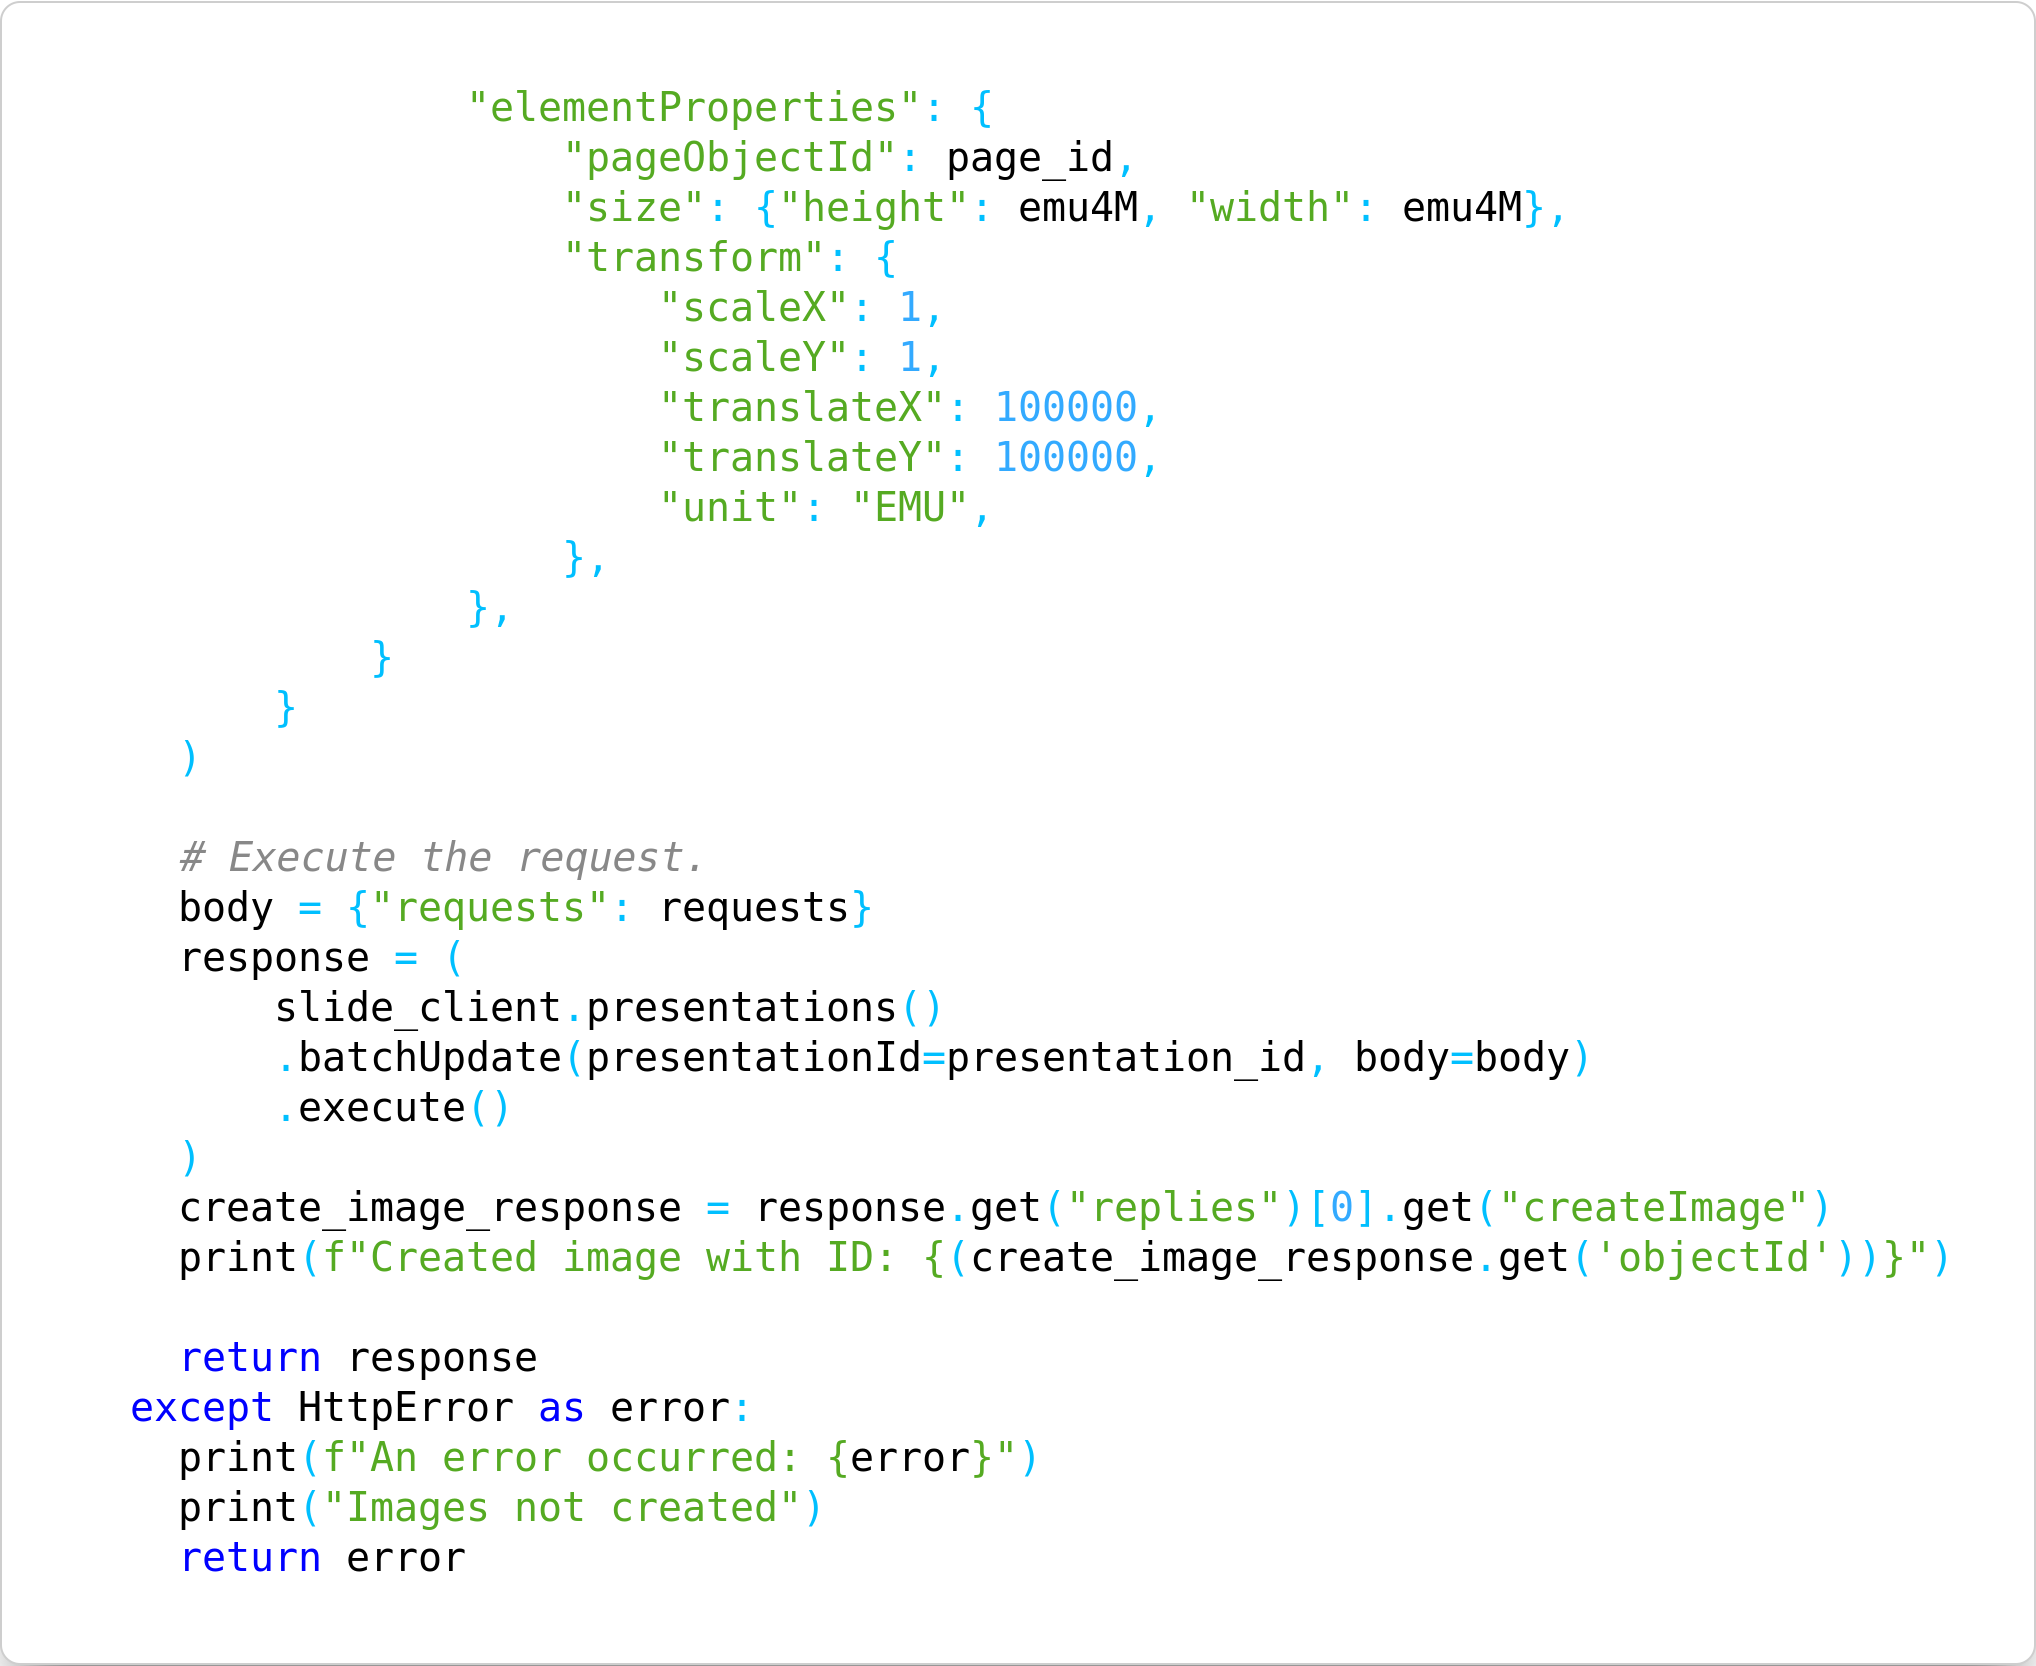 "elementProperties": {
"pageObjectId": page_id,
"size": {"height": emu4M, "width": emu4M},
"transform": {
"scaleX": 1,
"scaleY": 1,
"translateX": 100000,
"translateY": 100000,
"unit": "EMU",
},
},
}
}
)
# Execute the request.
body = {"requests": requests}
response = (
slide_client.presentations()
.batchUpdate(presentationId=presentation_id, body=body)
.execute()
)
create_image_response = response.get("replies")[0].get("createImage")
print(f"Created image with ID: {(create_image_response.get('objectId'))}")
return response
except HttpError as error:
print(f"An error occurred: {error}")
print("Images not created")
return error